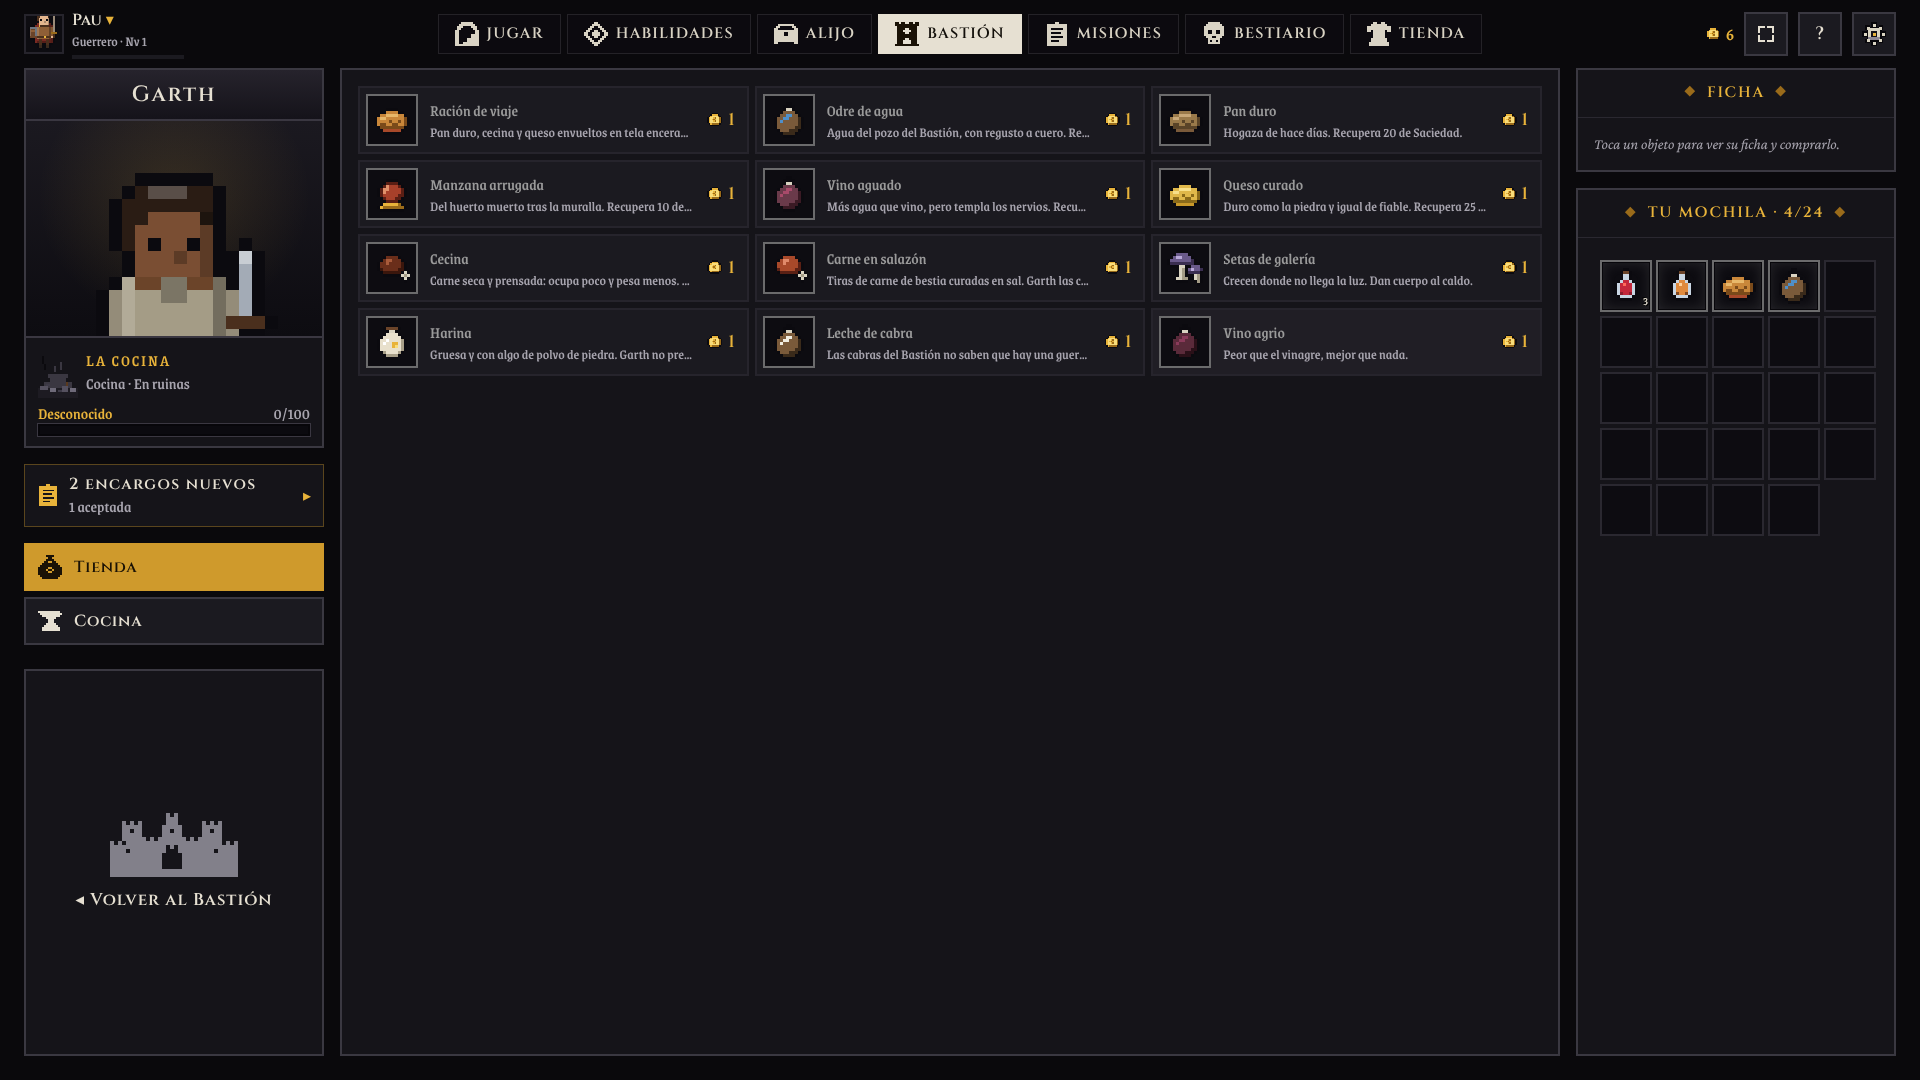 Pau ▼
Guerrero · Nv 1
JUGAR
HABILIDADES
ALIJO
BASTIÓN
MISIONES
BESTIARIO
TIENDA
6
?
Garth
LA COCINA
Cocina · En ruinas
Desconocido 0/100
2 ENCARGOS NUEVOS
1 aceptada
Tienda
Cocina
◂ Volver al Bastión
Ración de viaje
Pan duro, cecina y queso envueltos en tela encera...
1
Odre de agua
Agua del pozo del Bastión, con regusto a cuero. Re...
1
Pan duro
Hogaza de hace días. Recupera 20 de Saciedad.
1
Manzana arrugada
Del huerto muerto tras la muralla. Recupera 10 de...
1
Vino aguado
Más agua que vino, pero templa los nervios. Recu...
1
Queso curado
Duro como la piedra y igual de fiable. Recupera 25 ...
1
Cecina
Carne seca y prensada: ocupa poco y pesa menos. ...
1
Carne en salazón
Tiras de carne de bestia curadas en sal. Garth las c...
1
Setas de galería
Crecen donde no llega la luz. Dan cuerpo al caldo.
1
Harina
Gruesa y con algo de polvo de piedra. Garth no pre...
1
Leche de cabra
Las cabras del Bastión no saben que hay una guer...
1
Vino agrio
Peor que el vinagre, mejor que nada.
1
◆ FICHA ◆
Toca un objeto para ver su ficha y comprarlo.
◆ TU MOCHILA · 4/24 ◆
3